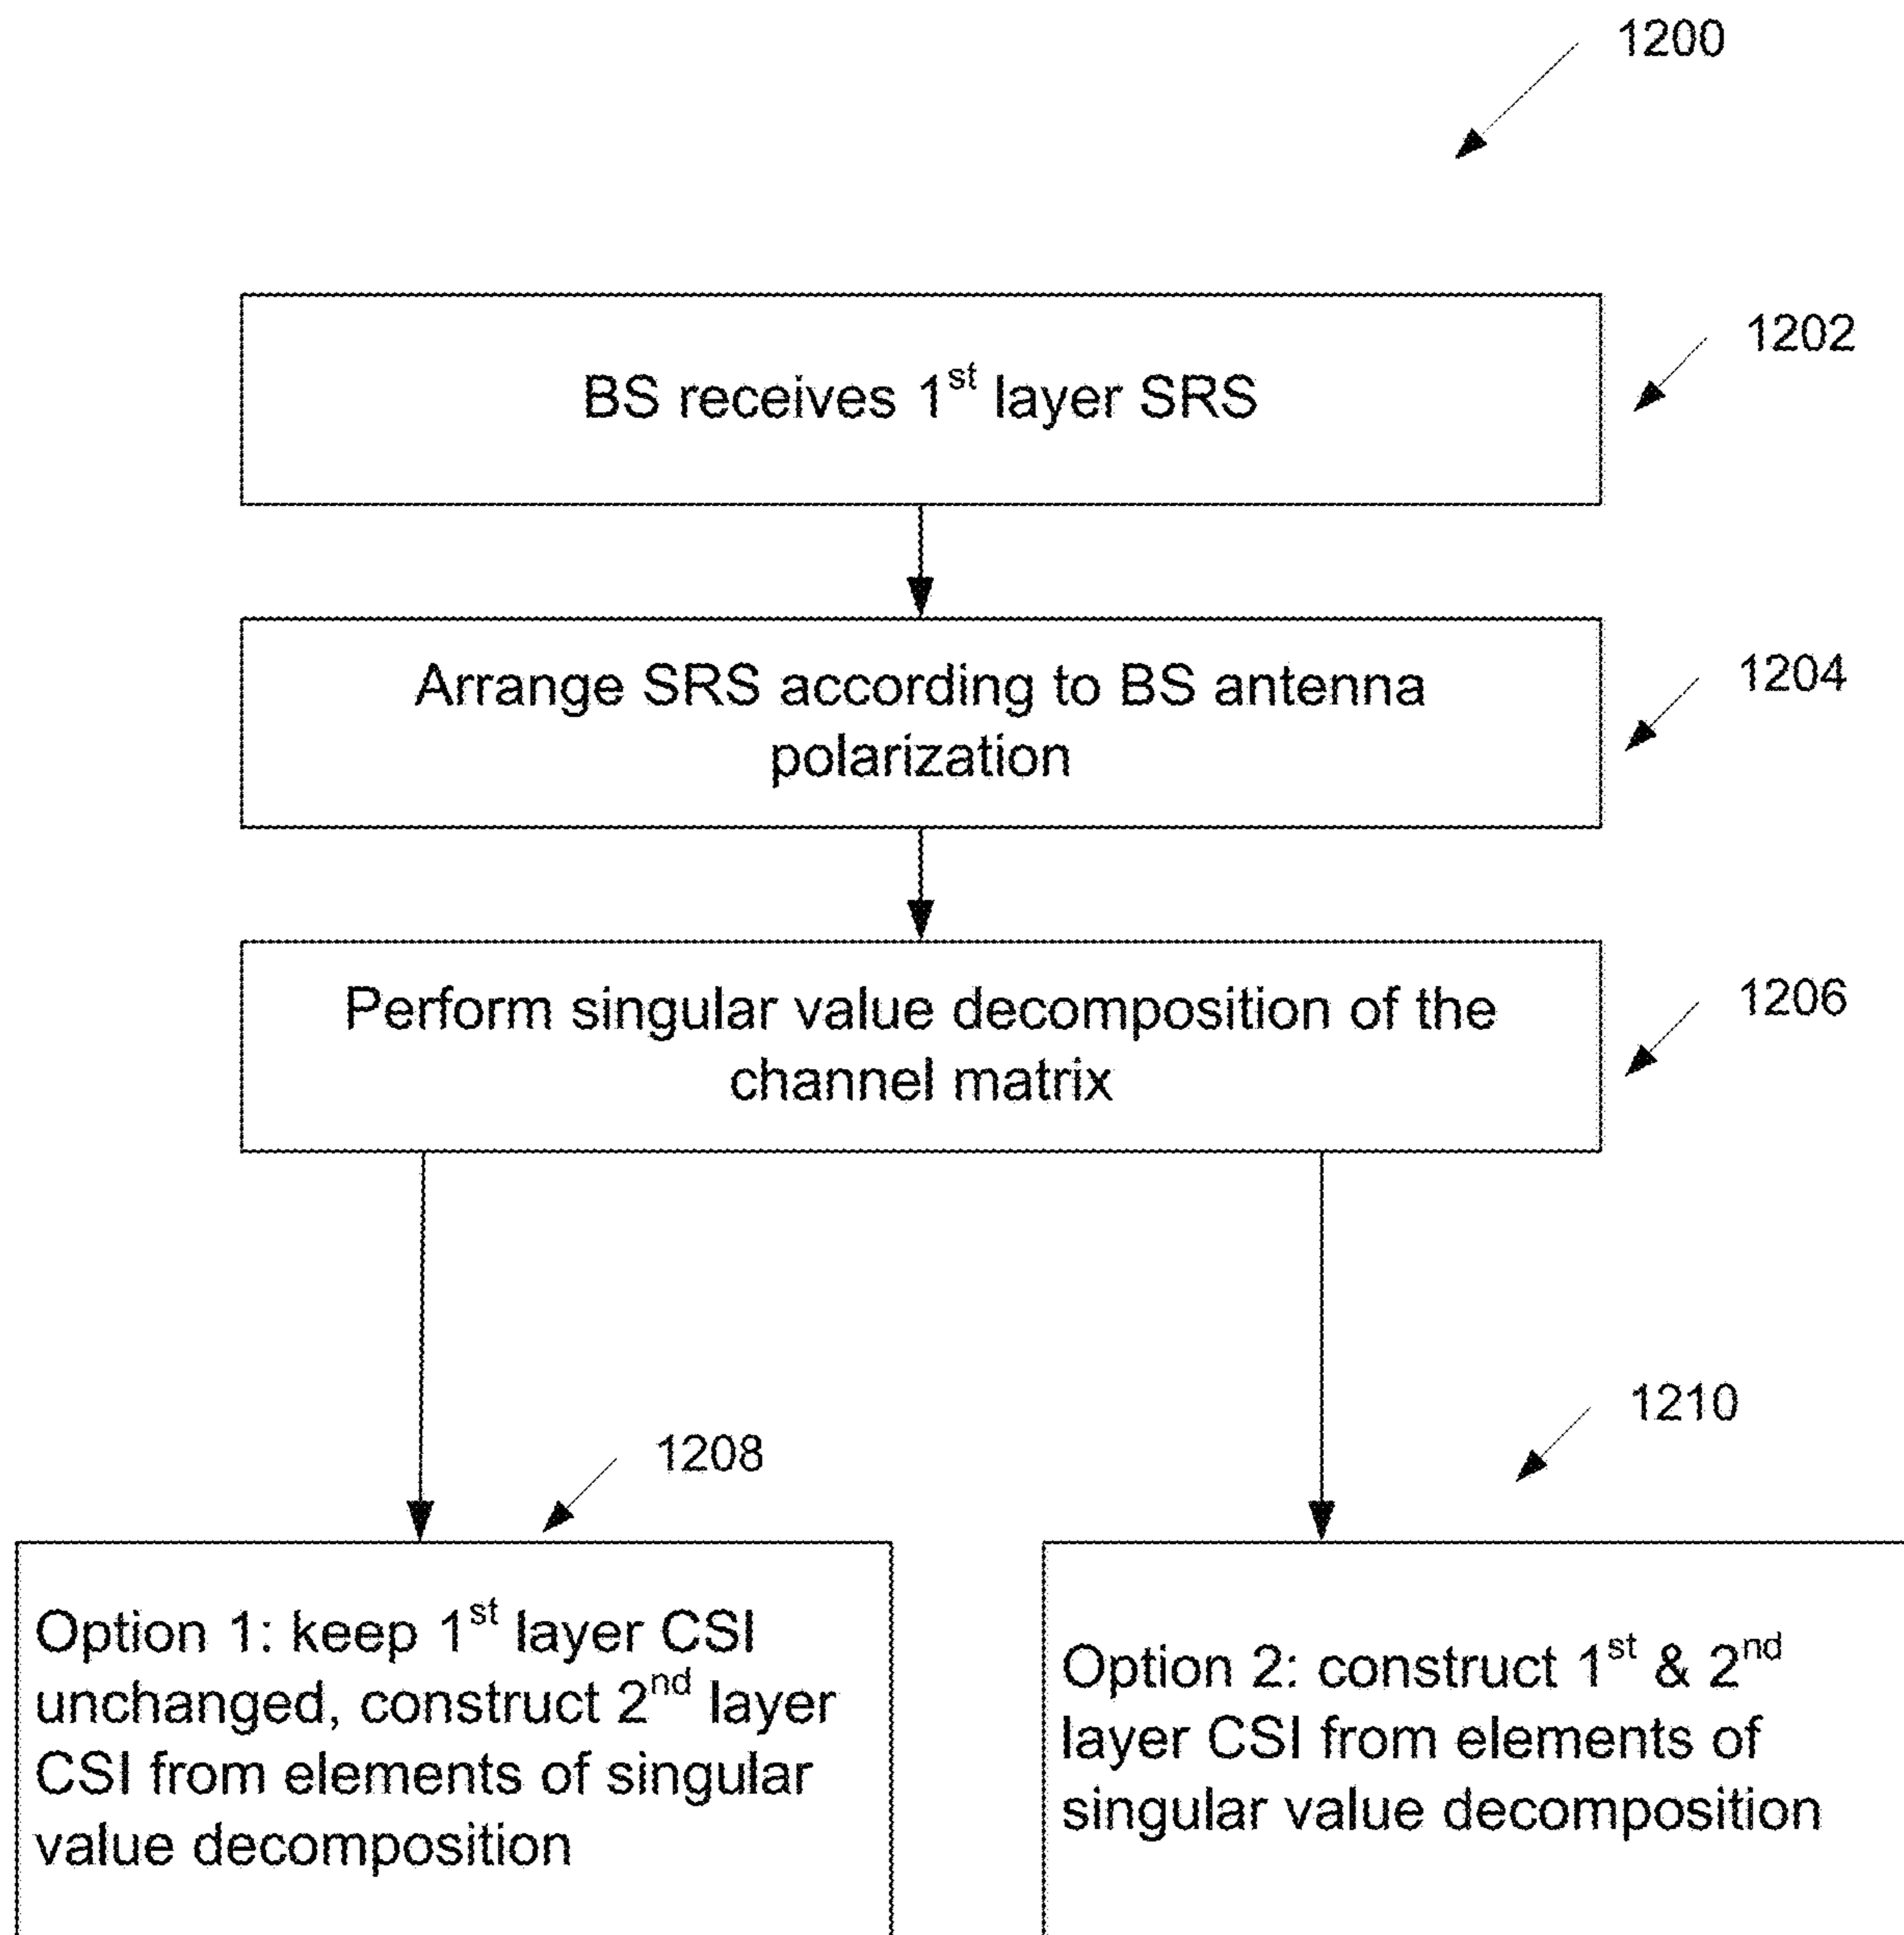 1200
BS receives 1st layer SRS
1202
Arrange SRS according to BS antenna
polarization
1204
Perform singular value decomposition of the
channel matrix
1206
1208
1210
Option 1: keep 1st layer CSI
unchanged, construct 2nd layer
CSI from elements of singular
value decomposition
Option 2: construct 1st & 2nd
layer CSI from elements of
singular value decomposition